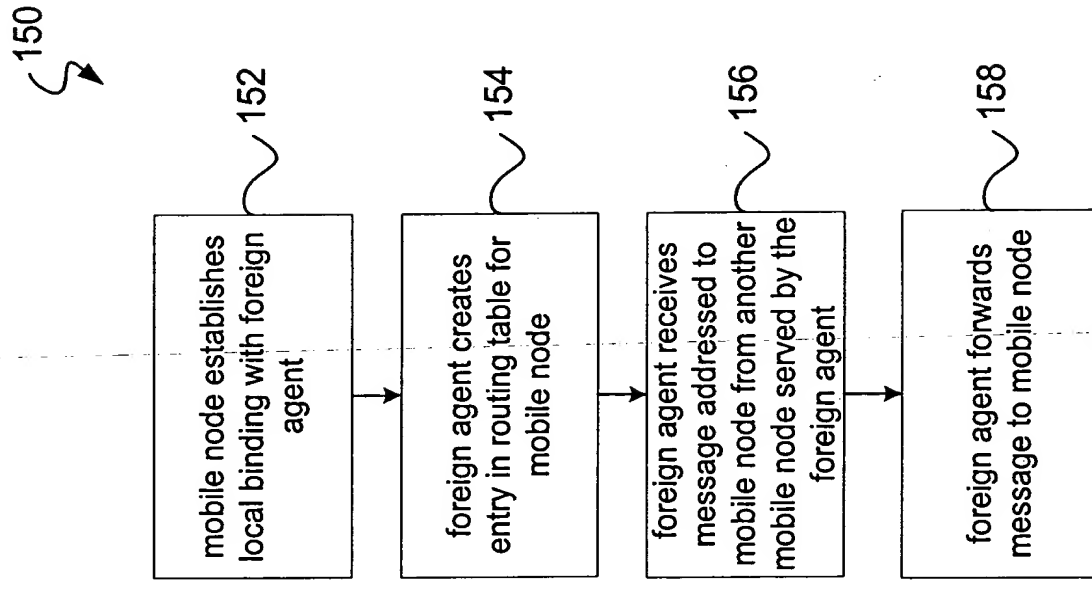 150
mobile node establishes
local binding with foreign
agent
152
foreign agent creates
entry in routing table for
mobile node
154
foreign agent receives
message addressed to
mobile node from another
mobile node served by the
foreign agent
156
foreign agent forwards
message to mobile node
158